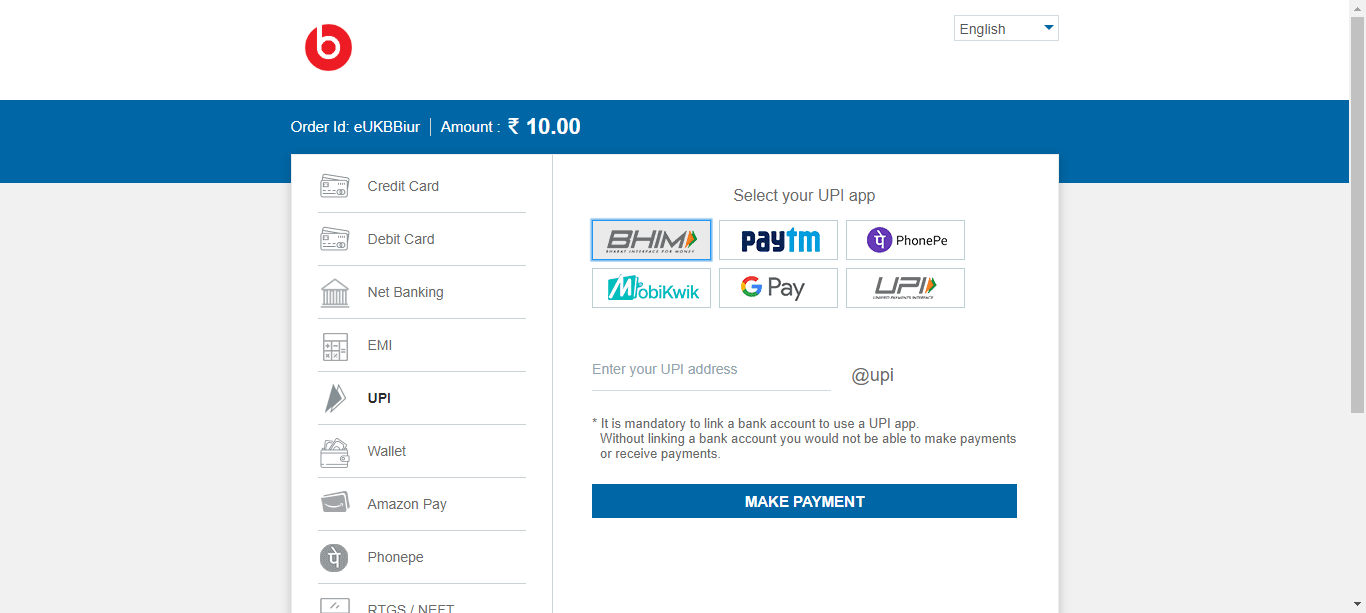 b
English
Order Id: eUKBBiur | Amount : ₹ 10.00
Credit Card
Debit Card
Net Banking
EMI
UPI
Wallet
Amazon Pay
Phonepe
RTGS / NEFT
Select your UPI app
BHIM
BHARAT INTERFACE FOR MONEY
paytm
पे PhonePe
MobiKwik
G Pay
UPI
UNIFIED PAYMENTS INTERFACE
Enter your UPI address
@upi
* It is mandatory to link a bank account to use a UPI app.
Without linking a bank account you would not be able to make payments
or receive payments.
MAKE PAYMENT